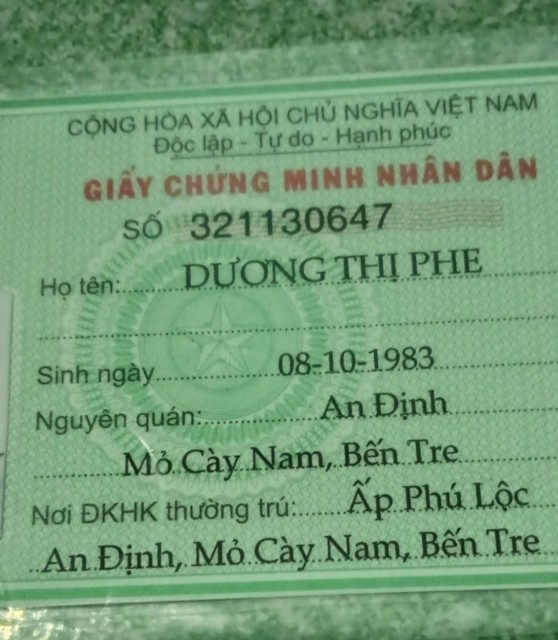 CỘNG HÒA XÃ HỘI CHỦ NGHĨA VIỆT NAM
Độc lập - Tự do - Hạnh phúc
GIẤY CHỨNG MINH NHÂN DÂN
SỐ 321130647
Họ tên: DƯƠNG THỊ PHE
Sinh ngày 08-10-1983
Nguyên quán: An Định
Mỏ Cày Nam, Bến Tre
Nơi ĐKHK thường trú: Ấp Phú Lộc
An Định, Mỏ Cày Nam, Bến Tre